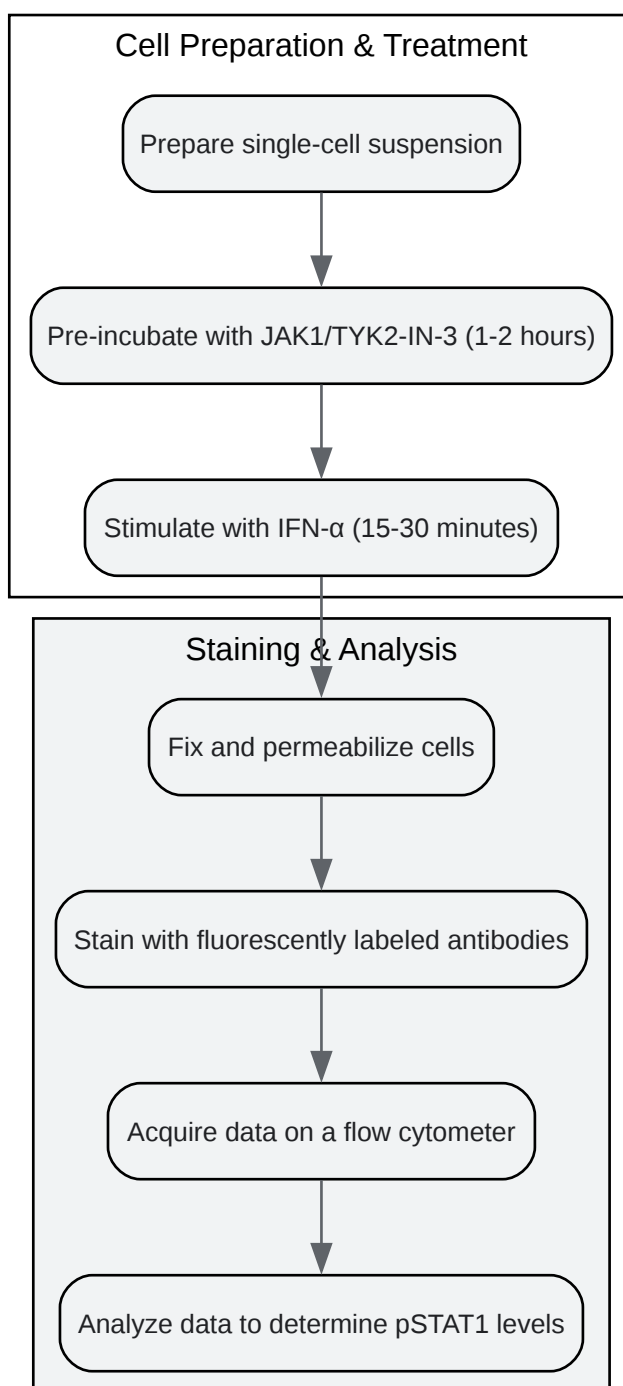 Cell Preparation & Treatment
Prepare single-cell suspension
Pre-incubate with JAK1/TYK2-IN-3 (1-2 hours)
Stimulate with IFN-α (15-30 minutes)
Staining & Analysis
Fix and permeabilize cells
Stain with fluorescently labeled antibodies
Acquire data on a flow cytometer
Analyze data to determine pSTAT1 levels